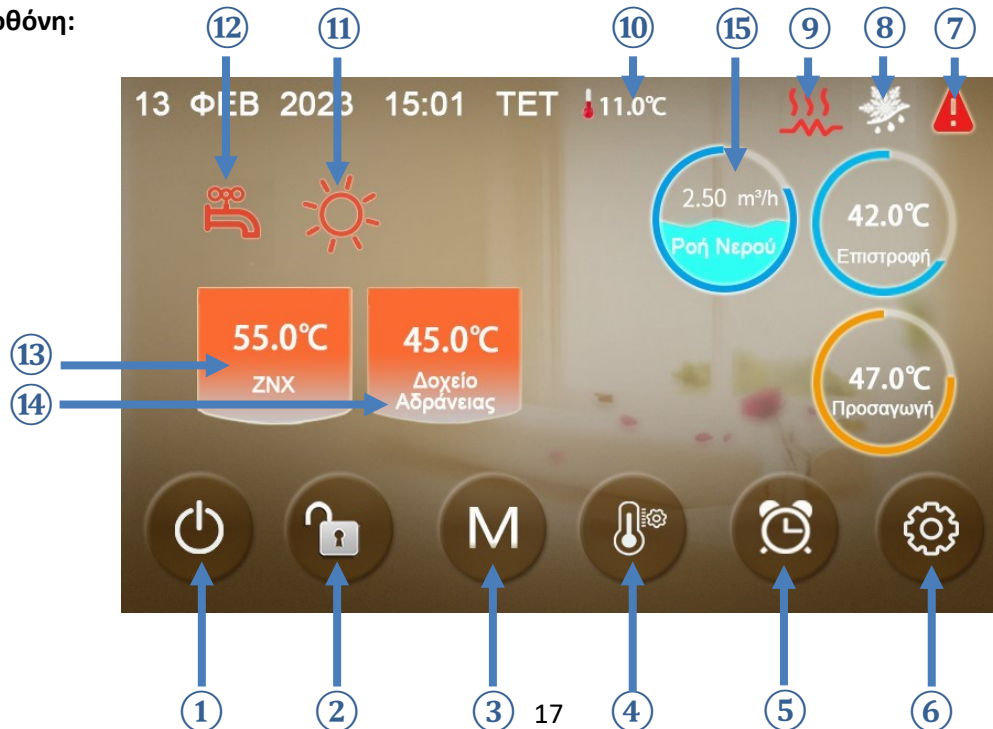 οθόνη:
⑫ ⑪ ⑩ ⑮ ⑨ ⑧ ⑦
13 ΦΕΒ 2023 15:01 ΤΕΤ 11.0℃
2.50 m³/h
Ροή Νερού
42.0℃
Επιστροφή
⑬
55.0℃
ΖΝΧ
45.0℃
Δοχείο
Αδράνειας
⑭
47.0℃
Προσαγωγή
M
① ② ③ 17 ④ ⑤ ⑥